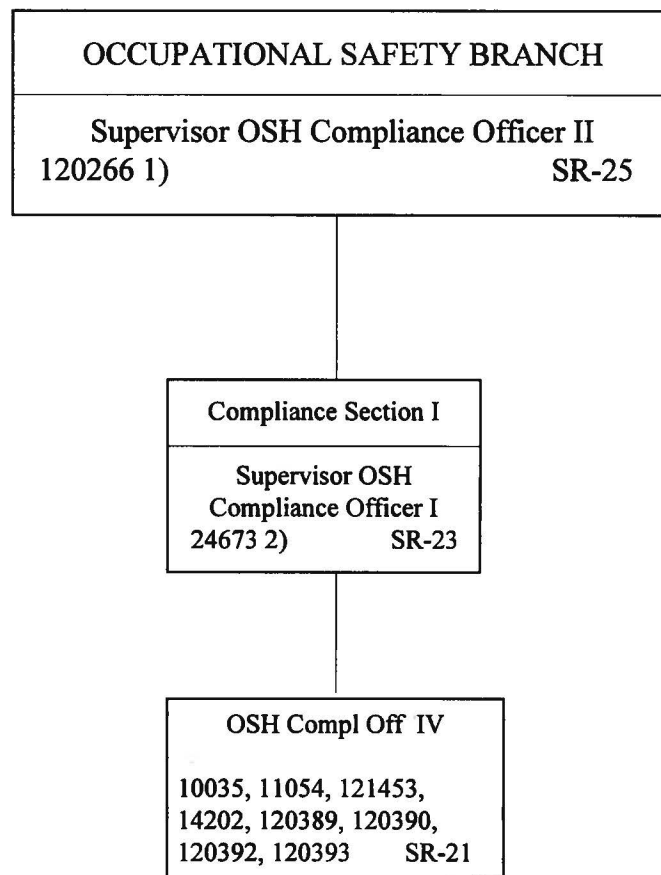 OCCUPATIONAL SAFETY BRANCH
Supervisor OSH Compliance Officer II
120266 1) SR-25
Compliance Section I
Supervisor OSH
Compliance Officer I
24673 2) SR-23
OSH Compl Off IV
10035, 11054, 121453,
14202, 120389, 120390,
120392, 120393 SR-21